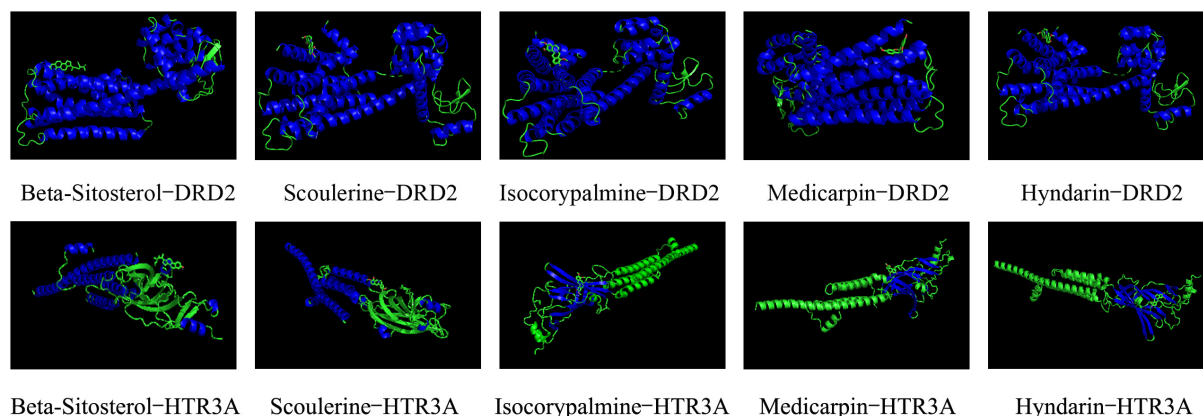 Beta-Sitosterol−DRD2 Scoulerine−DRD2 Isocorypalmine−DRD2 Medicarpin−DRD2 Hyndarin−DRD2
Beta-Sitosterol−HTR3A Scoulerine−HTR3A Isocorypalmine−HTR3A Medicarpin−HTR3A Hyndarin−HTR3A